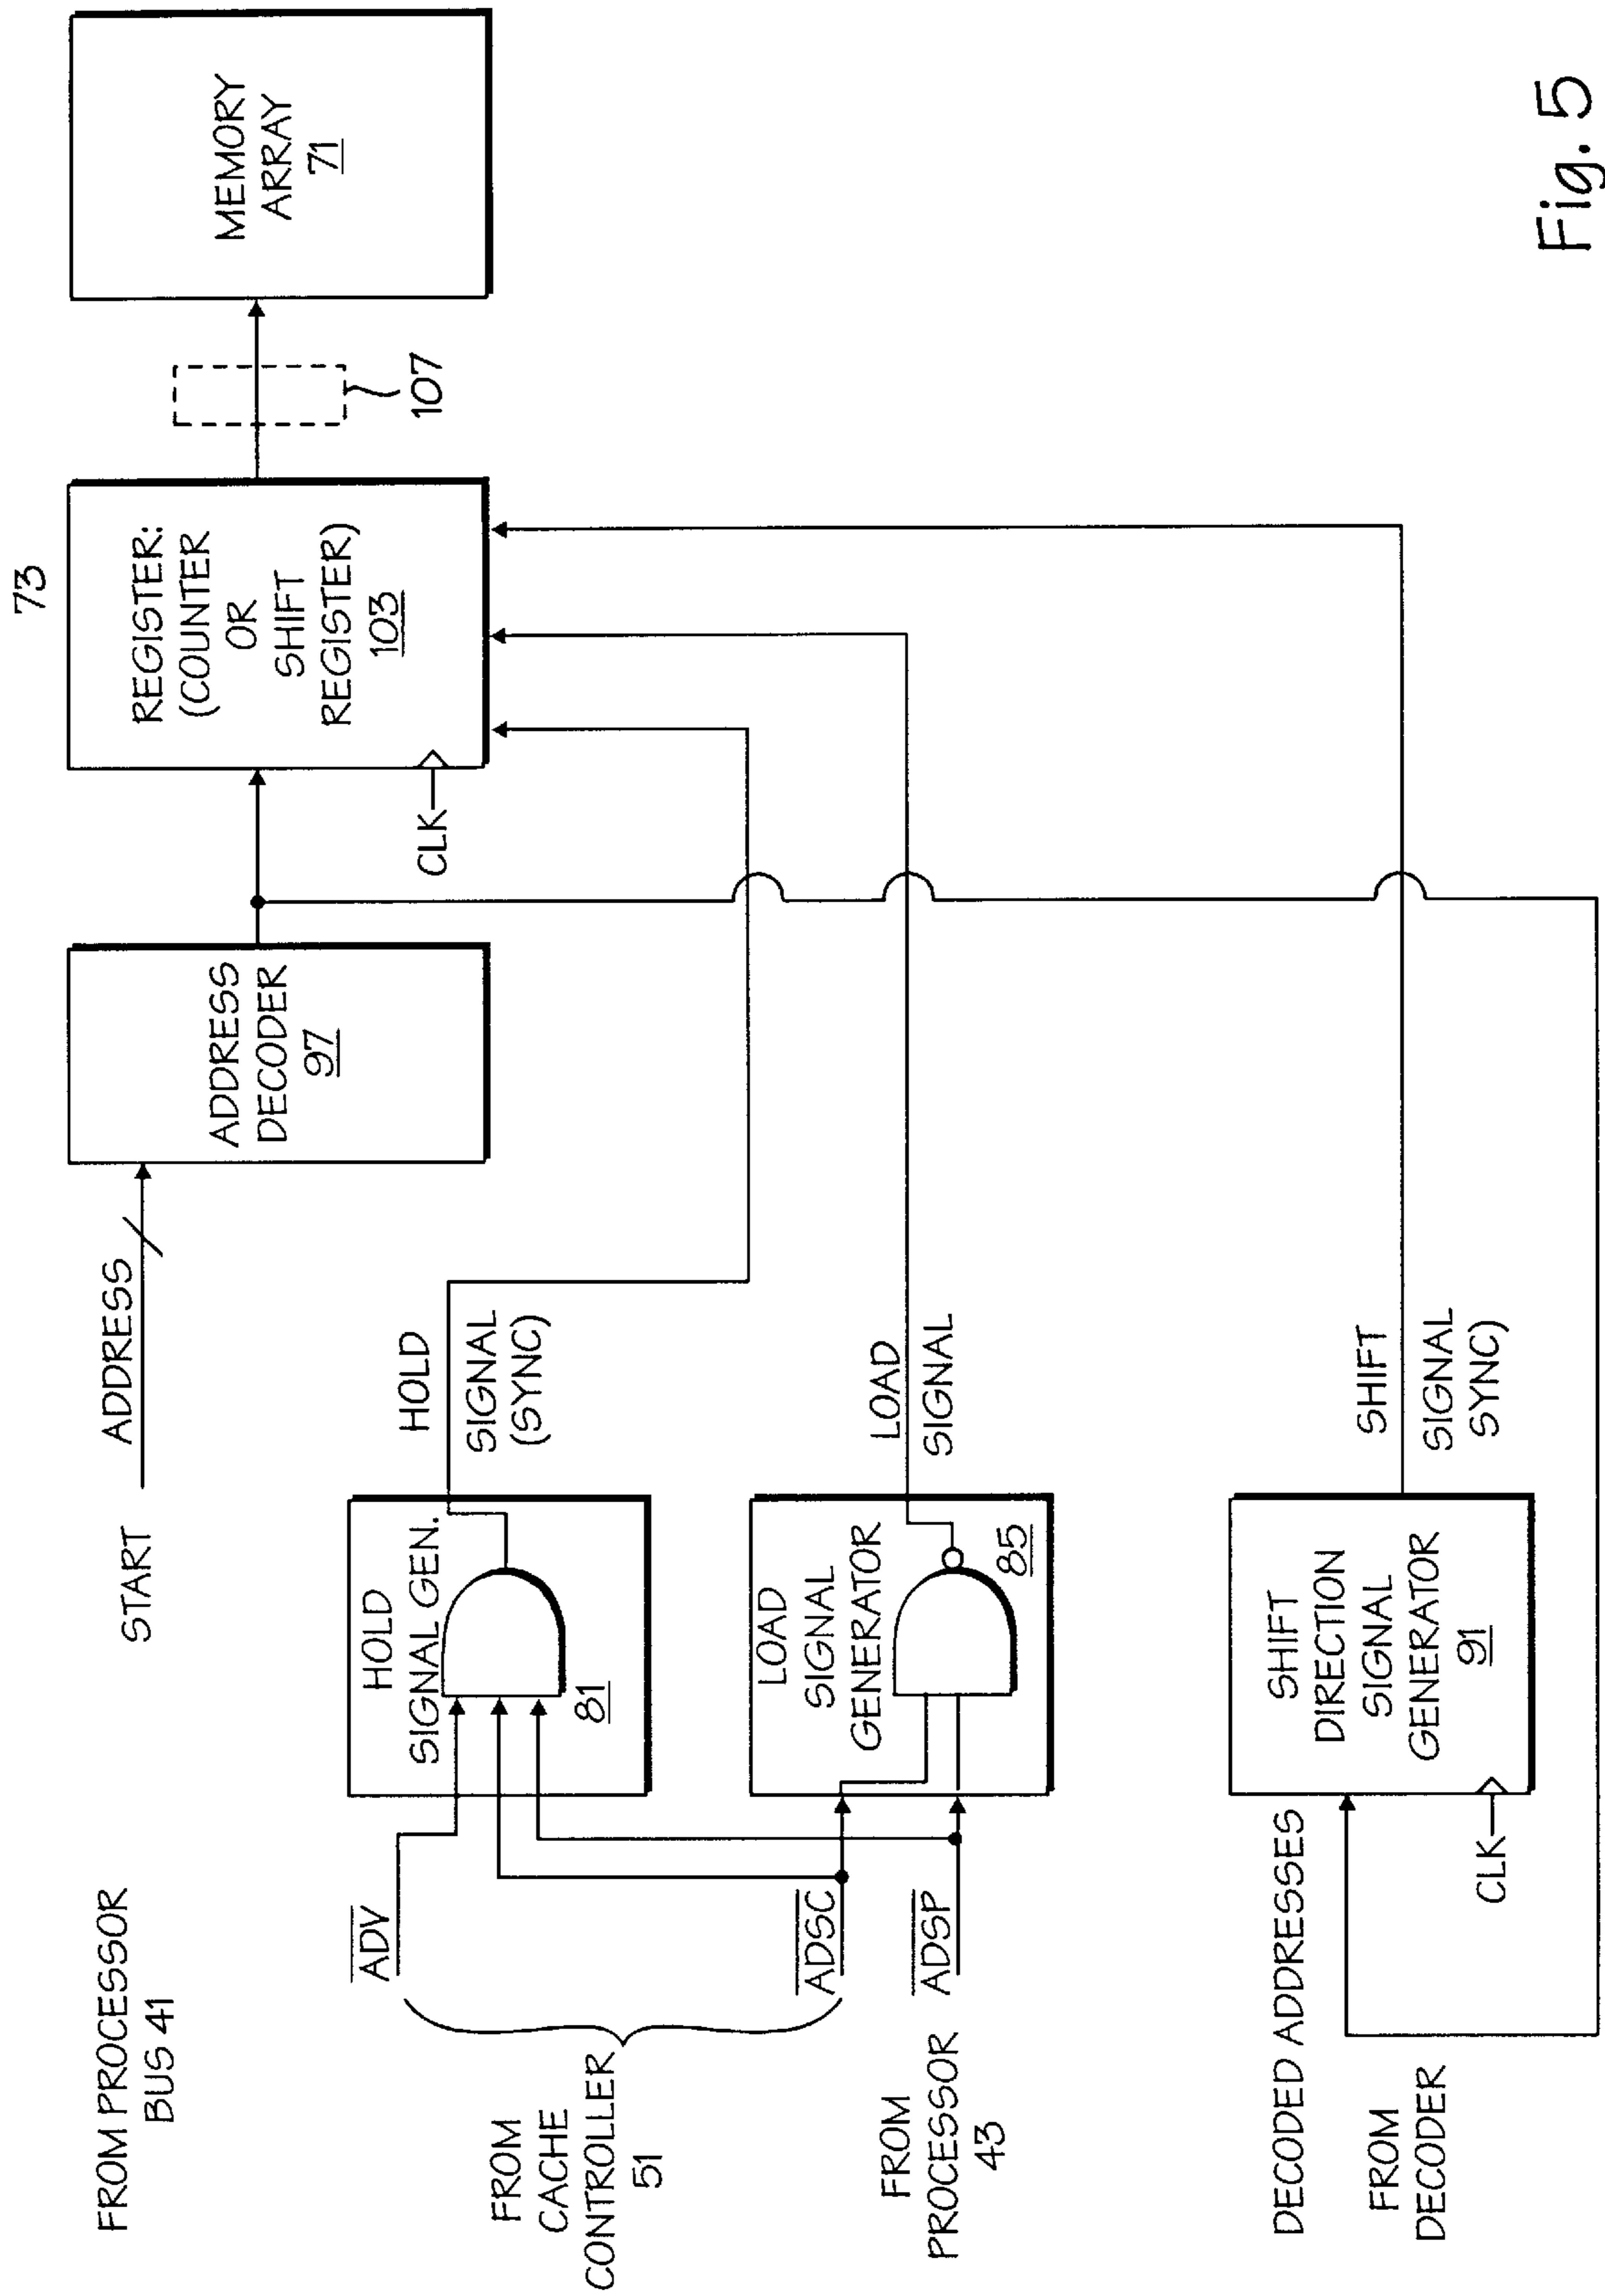 FROM PROCESSOR
BUS 41
START
ADDRESS
ADDRESS
DECODER
97
73
REGISTER:
(COUNTER
OR
SHIFT
REGISTER)
103
CLK
107
MEMORY
ARRAY
71
FROM
CACHE
CONTROLLER
51
ADV
ADSC
HOLD
SIGNAL GEN.
81
HOLD
SIGNAL
(SYNC)
FROM
PROCESSOR
43
ADSP
LOAD
SIGNAL
GENERATOR
85
LOAD
SIGNAL
DECODED ADDRESSES
FROM
DECODER
CLK
SHIFT
DIRECTION
SIGNAL
GENERATOR
91
SHIFT
SIGNAL
SYNC)
Fig. 5